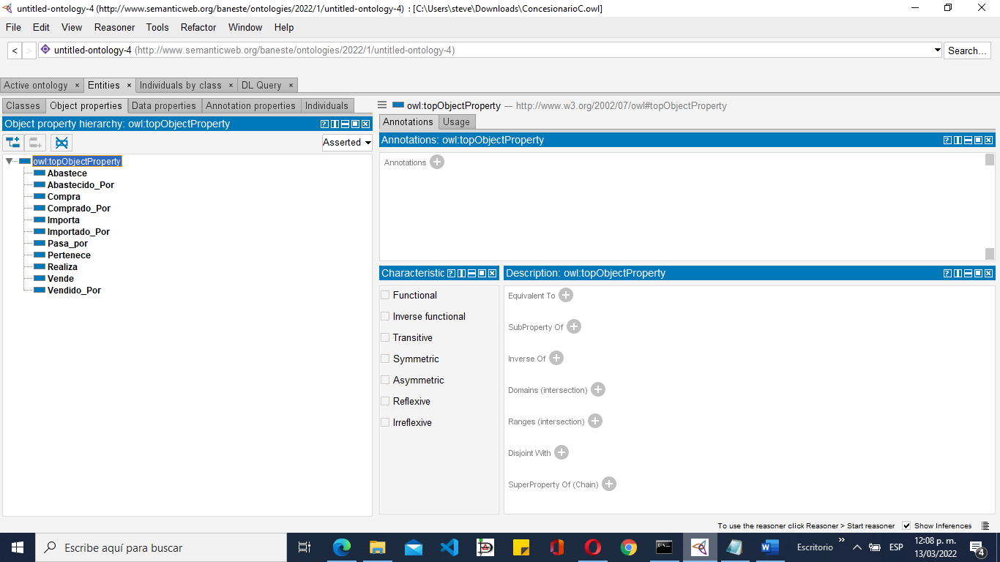 untitled-ontology-4 (http://www.semanticweb.org/baneste/ontologies/2022/1/untitled-ontology-4) : [C:\Users\steve\Downloads\ConcesionarioC.owl]
File Edit View Reasoner Tools Refactor Window Help
< > untitled-ontology-4 (http://www.semanticweb.org/baneste/ontologies/2022/1/untitled-ontology-4) Search...
Active ontology × Entities × Individuals by class × DL Query ×
Classes Object properties Data properties Annotation properties Individuals
Object property hierarchy: owl:topObjectProperty
Asserted
owl:topObjectProperty
Abastece
Abastecido_Por
Compra
Comprado_Por
Importa
Importado_Por
Pasa_por
Pertenece
Realiza
Vende
Vendido_Por
owl:topObjectProperty — http://www.w3.org/2002/07/owl#topObjectProperty
Annotations Usage
Annotations: owl:topObjectProperty
Annotations
Characteristic
Functional
Inverse functional
Transitive
Symmetric
Asymmetric
Reflexive
Irreflexive
Description: owl:topObjectProperty
Equivalent To
SubProperty Of
Inverse Of
Domains (intersection)
Ranges (intersection)
Disjoint With
SuperProperty Of (Chain)
To use the reasoner click Reasoner > Start reasoner Show Inferences
Escribe aquí para buscar
Escritorio
ESP
12:08 p. m.
13/03/2022
4